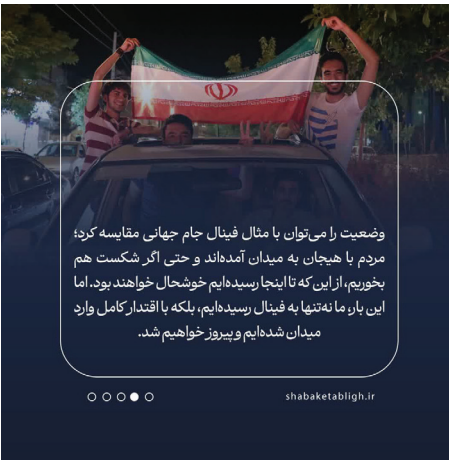 وضعیت را می‌توان با مثال فینال جام جهانی مقایسه کرد؛
مردم با هیجان به میدان آمده‌اند و حتی اگر شکست هم
بخوریم، از این که تا اینجا رسیده‌ایم خوشحال خواهند بود. اما
این بار، ما نه‌تنها به فینال رسیده‌ایم، بلکه با اقتدار کامل وارد
میدان شده‌ایم و پیروز خواهیم شد.
shabaketabligh.ir